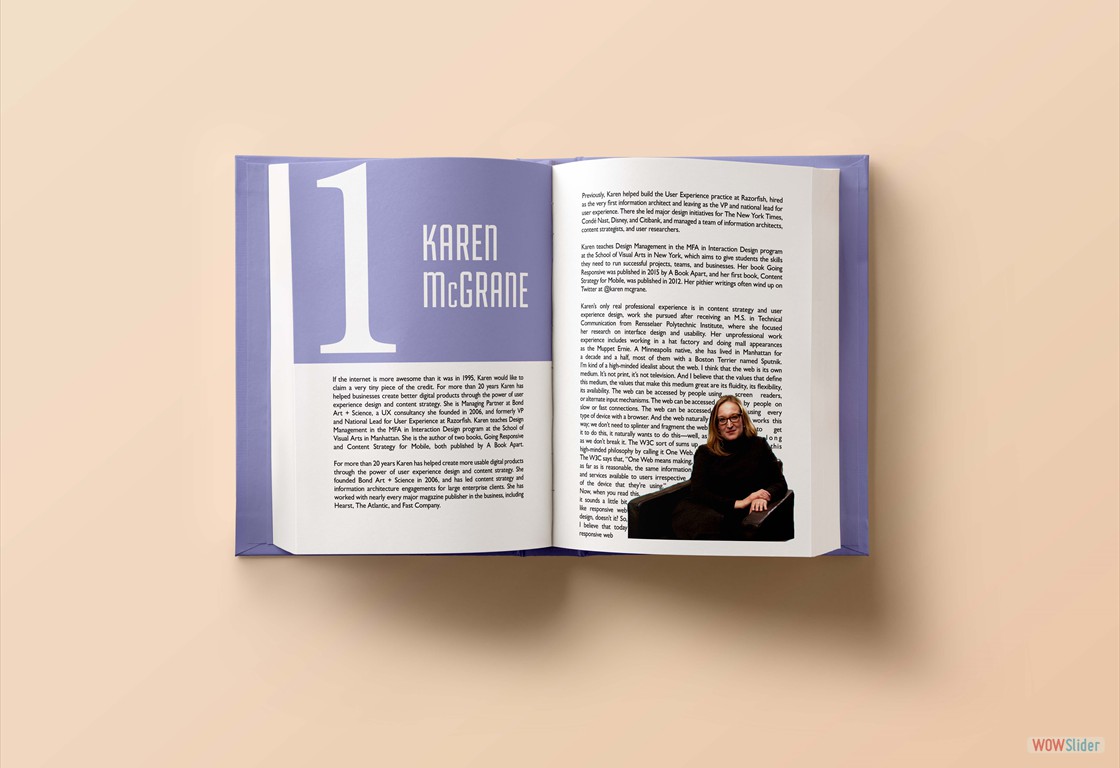 1
KAREN
McGRANE
If the internet is more awesome than it was in 1995, Karen would like to
claim a very tiny piece of the credit. For more than 20 years Karen has
helped businesses create better digital products through the power of user
experience design and content strategy. She is Managing Partner at Bond
Art + Science, a UX consultancy she founded in 2006, and formerly VP
and National Lead for User Experience at Razorfish. Karen teaches Design
Management in the MFA in Interaction Design program at the School of
Visual Arts in Manhattan. She is the author of two books, Going Responsive
and Content Strategy for Mobile, both published by A Book Apart.
For more than 20 years Karen has helped create more usable digital products
through the power of user experience design and content strategy. She
founded Bond Art + Science in 2006, and has led content strategy and
information architecture engagements for large enterprise clients. She has
worked with nearly every major magazine publisher in the business, including
Hearst, The Atlantic, and Fast Company.
Previously, Karen helped build the User Experience practice at Razorfish, hired
as the very first information architect and leaving as the VP and national lead for
user experience. There she led major design initiatives for The New York Times,
Condé Nast, Disney, and Citibank, and managed a team of information architects,
content strategists, and user researchers.
Karen teaches Design Management in the MFA in Interaction Design program
at the School of Visual Arts in New York, which aims to give students the skills
they need to run successful projects, teams, and businesses. Her book Going
Responsive was published in 2015 by A Book Apart, and her first book, Content
Strategy for Mobile, was published in 2012. Her pithier writings often wind up on
Twitter at @karen mcgrane.
Karen's only real professional experience is in content strategy and user
experience design, work she pursued after receiving an M.S. in Technical
Communication from Rensselaer Polytechnic Institute, where she focused
her research on interface design and usability. Her unprofessional work
experience includes working in a hat factory and doing mall appearances
as the Muppet Ernie. A Minneapolis native, she has lived in Manhattan for
a decade and a half, most of them with a Boston Terrier named Sputnik.
I'm kind of a high-minded idealist about the web. I think that the web is its own
medium. It's not print, it's not television. And I believe that the values that define
this medium, the values that make this medium great are its fluidity, its flexibility,
its availability. The web can be accessed by people using screen readers,
or alternate input mechanisms. The web can be accessed by people on
slow or fast connections. The web can be accessed using every
type of device with a browser. And the web naturally works this
way; we don't need to splinter and fragment the web to get
it to do this, it naturally wants to do this—well, as long
as we don't break it. The W3C sort of sums up this
high-minded philosophy by calling it One Web.
The W3C says that, "One Web means making,
as far as is reasonable, the same information
and services available to users irrespective
of the device that they're using."
Now, when you read this,
it sounds a little bit
like responsive web
design, doesn't it? So,
I believe that today
responsive web
WOWSlider